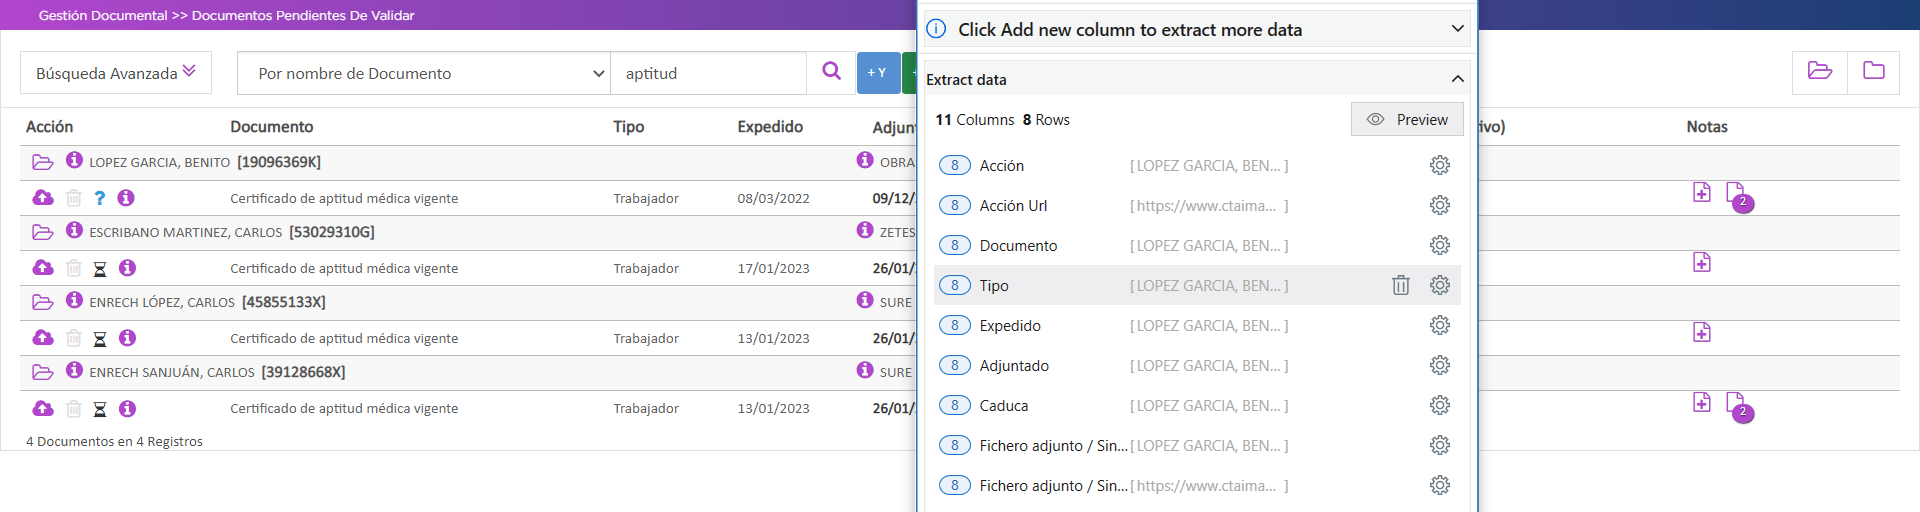 Gestión Documental >> Documentos Pendientes De Validar
Búsqueda Avanzada
Por nombre de Documento
aptitud
+ Y
Acción Documento Tipo Expedido
Notas
LOPEZ GARCIA, BENITO [19096369K]
OBRA
Certificado de aptitud médica vigente Trabajador 08/03/2022 09/12/
2
ESCRIBANO MARTINEZ, CARLOS [53029310G]
ZETES
Certificado de aptitud médica vigente Trabajador 17/01/2023 26/01/
ENRECH LÓPEZ, CARLOS [45855133X]
SURE
Certificado de aptitud médica vigente Trabajador 13/01/2023 26/01/
ENRECH SANJUÁN, CARLOS [39128668X]
SURE
Certificado de aptitud médica vigente Trabajador 13/01/2023 26/01/
2
4 Documentos en 4 Registros
Click Add new column to extract more data
Extract data
11 Columns 8 Rows
Preview
8 Acción [ LOPEZ GARCIA, BEN... ]
8 Acción Url [ https://www.ctaima... ]
8 Documento [ LOPEZ GARCIA, BEN... ]
8 Tipo [ LOPEZ GARCIA, BEN... ]
8 Expedido [ LOPEZ GARCIA, BEN... ]
8 Adjuntado [ LOPEZ GARCIA, BEN... ]
8 Caduca [ LOPEZ GARCIA, BEN... ]
8 Fichero adjunto / Sin... [ LOPEZ GARCIA, BEN... ]
8 Fichero adjunto / Sin... [ https://www.ctaima... ]